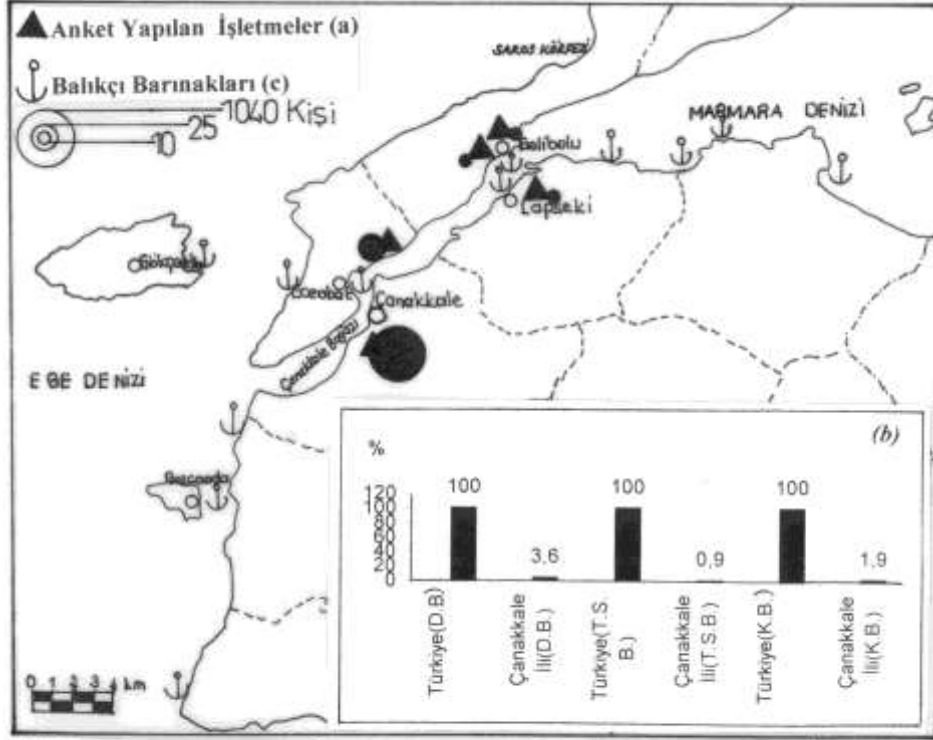 Anket Yapılan İşletmeler (a)
Balıkçı Barınakları (c)
1040 Kişi
25
10
SAROS KÖRFEZİ
MARMARA DENİZİ
Gelibolu
Lapseki
Gökçeada
Eceabat
Çanakkale
Çanakkale Boğazı
EGE DENİZİ
Bozcaada
0 1 2 3 4 km
(b)
%
120
100
80
60
40
20
0
100
3,6
100
0,9
100
1,9
Türkiye(D.B)
Çanakkale
İli(D.B.)
Türkiye(T.S.
B.)
Çanakkale
İli(T.S.B.)
Türkiye(K.B.)
Çanakkale
İli(K.B.)